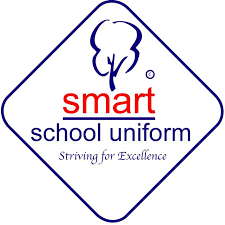 ©
smart
school uniform
Striving for Excellence